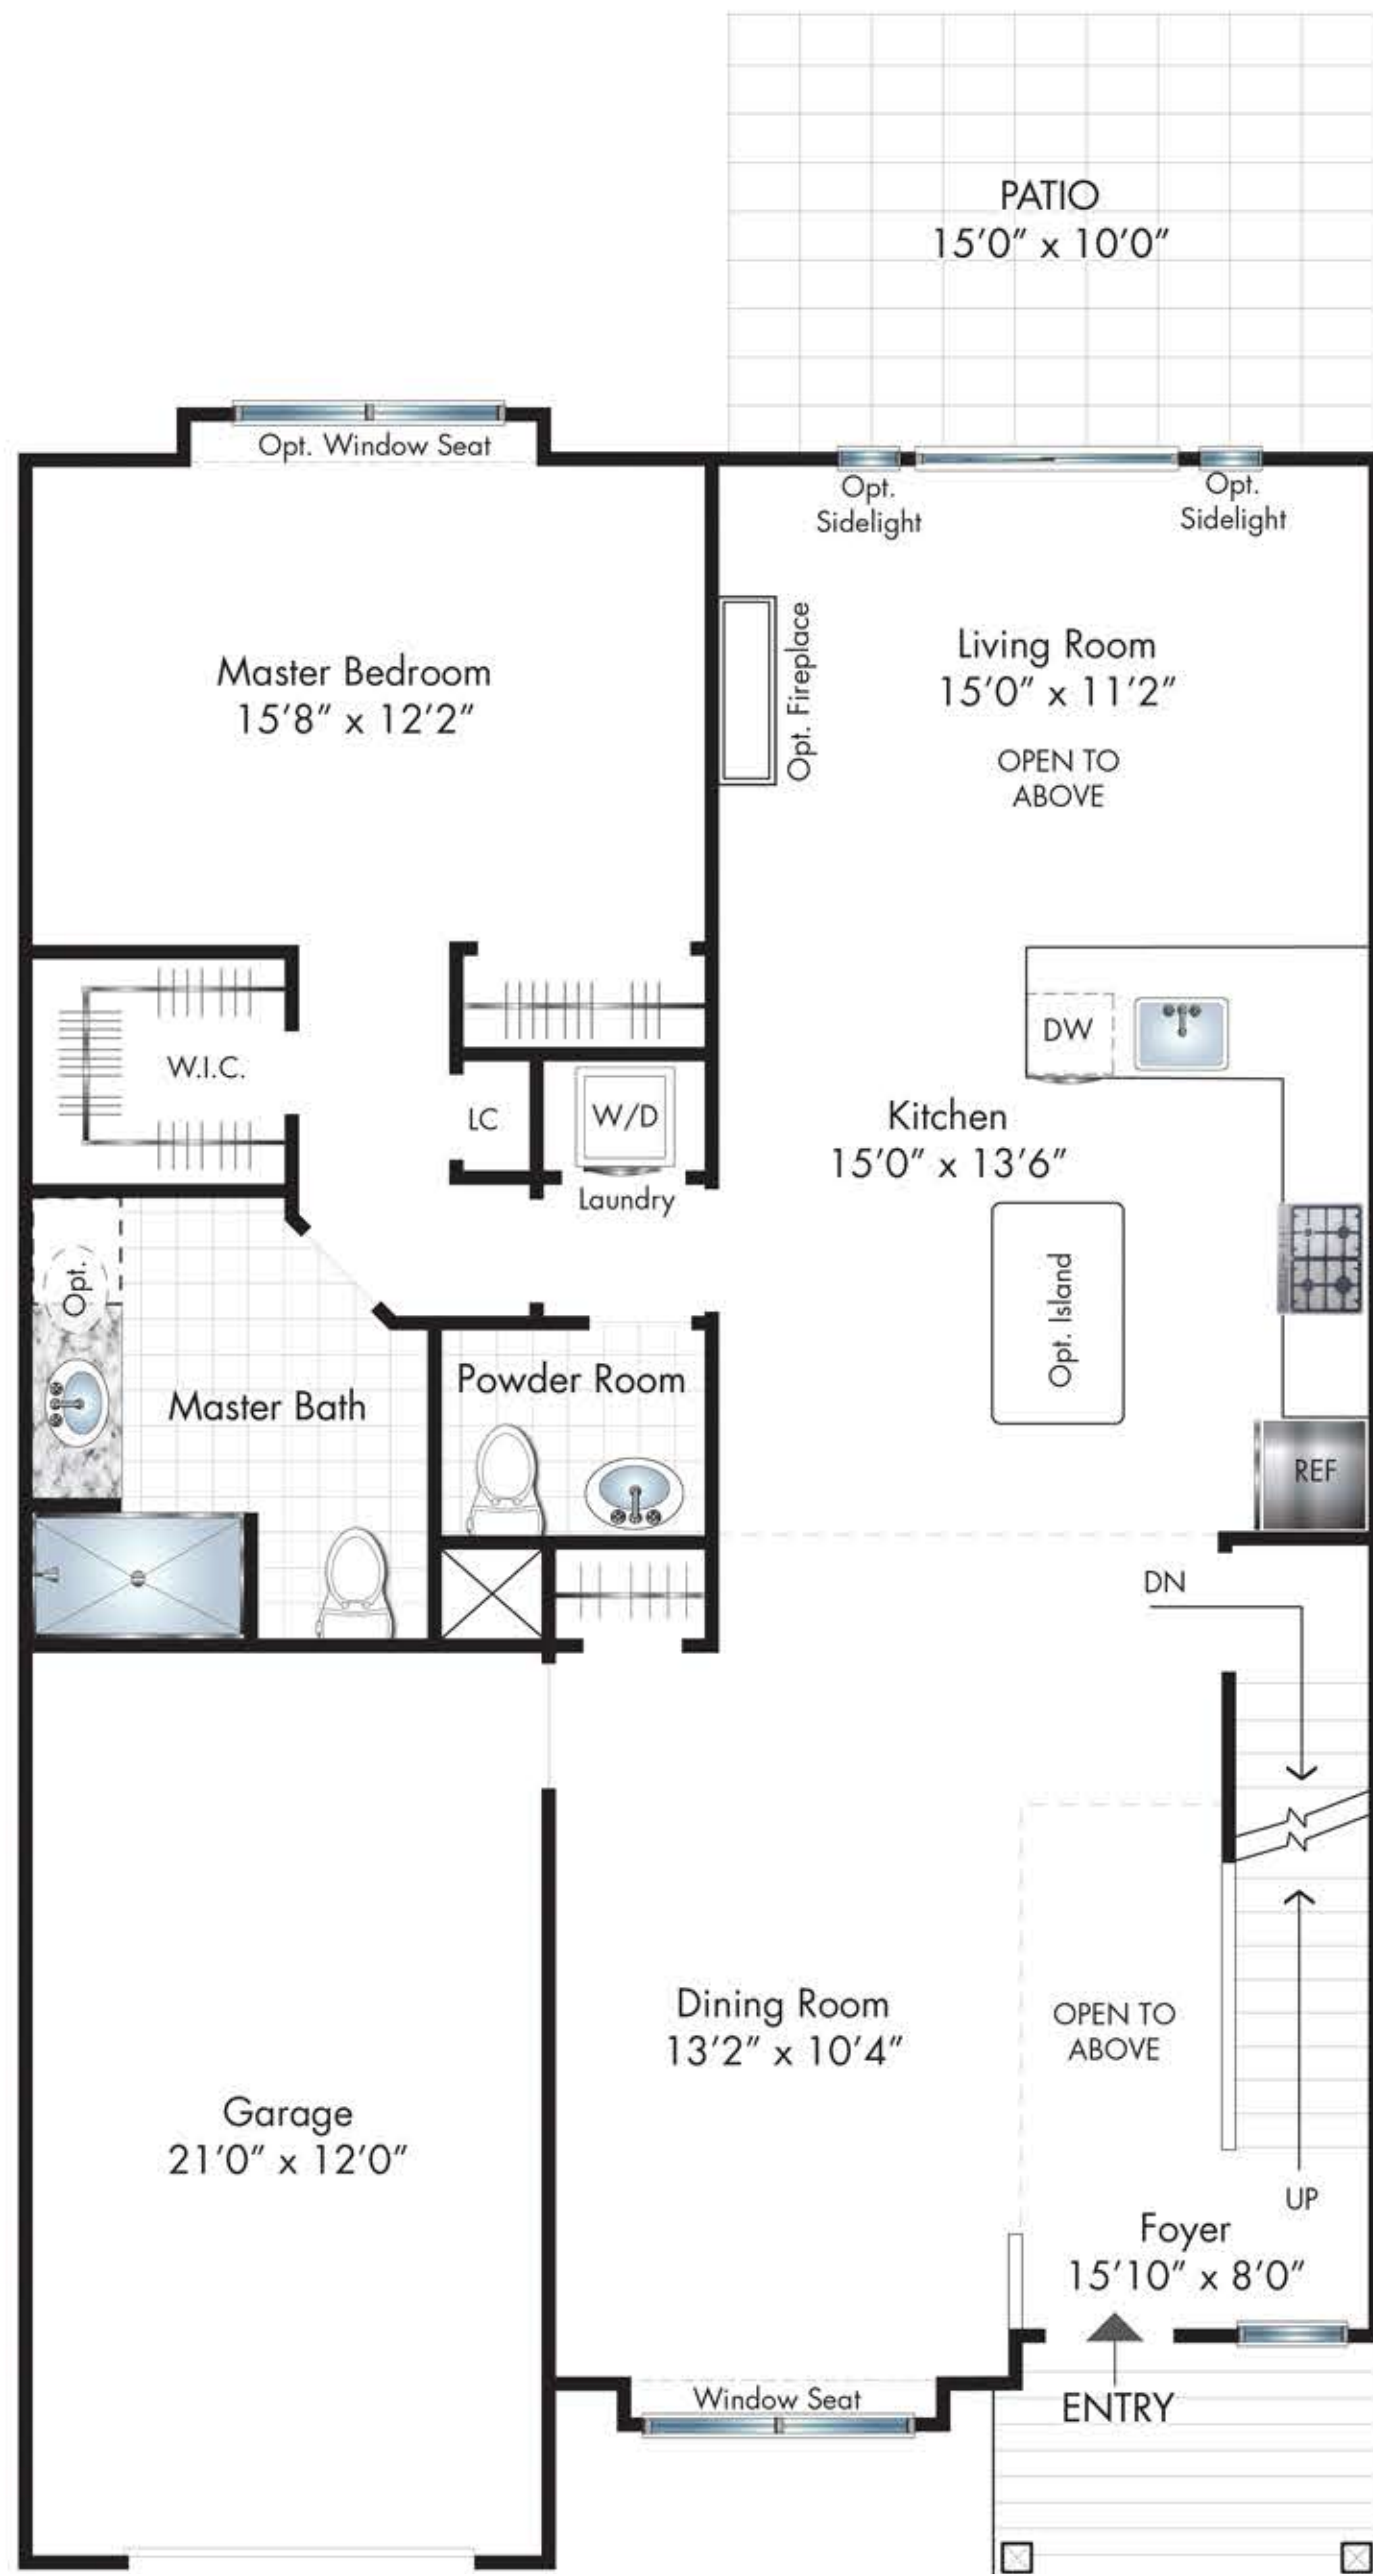 PATIO
15'0" x 10'0"
Opt. Window Seat
Opt.
Sidelight
Opt.
Sidelight
Master Bedroom
15'8" x 12'2"
Opt. Fireplace
Living Room
15'0" x 11'2"
OPEN TO
ABOVE
W.I.C.
LC
W/D
Laundry
DW
Kitchen
15'0" x 13'6"
Opt.
Opt. Island
Master Bath
Powder Room
REF
DN
Dining Room
13'2" x 10'4"
OPEN TO
ABOVE
Garage
21'0" x 12'0"
UP
Foyer
15'10" x 8'0"
Window Seat
ENTRY